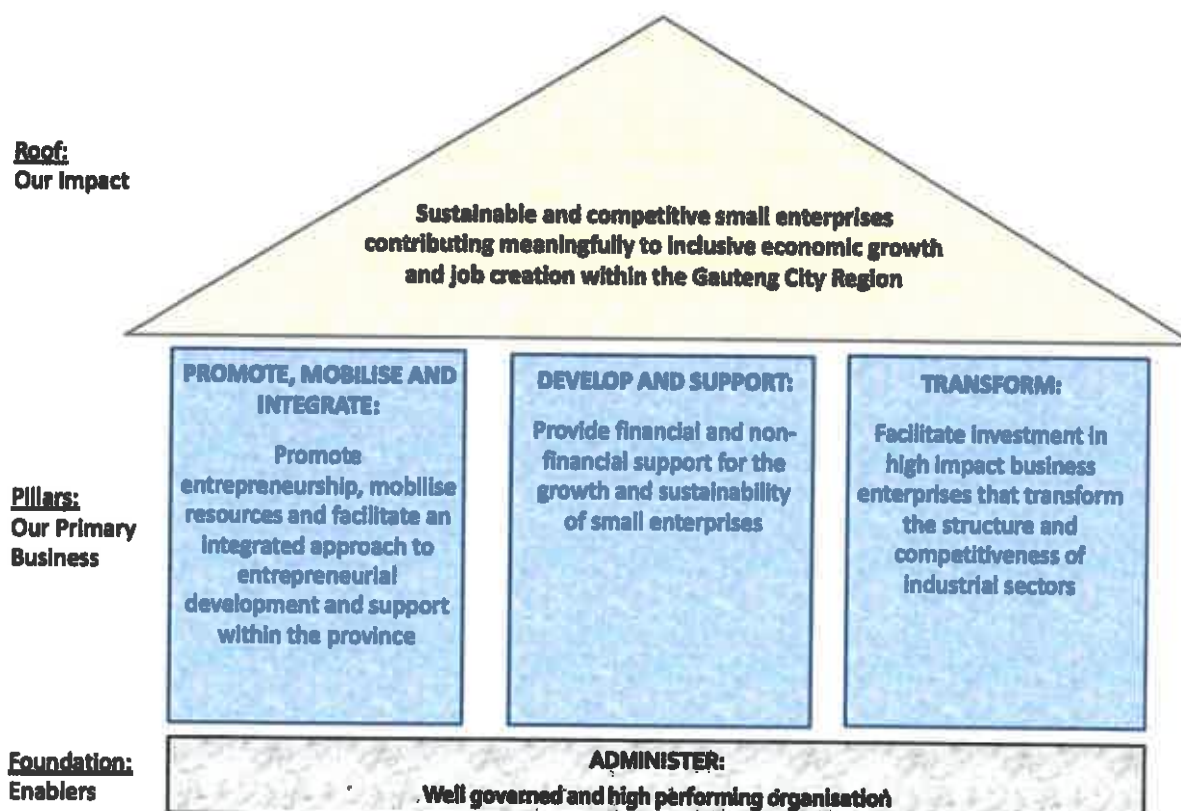 Roof:
Our Impact
Sustainable and competitive small enterprises
contributing meaningfully to inclusive economic growth
and job creation within the Gauteng City Region
Pillars:
Our Primary
Business
PROMOTE, MOBILISE AND
INTEGRATE:
Promote
entrepreneurship, mobilise
resources and facilitate an
integrated approach to
entrepreneurial
development and support
within the province
DEVELOP AND SUPPORT:
Provide financial and non-
financial support for the
growth and sustainability
of small enterprises
TRANSFORM:
Facilitate investment in
high impact business
enterprises that transform
the structure and
competitiveness of
industrial sectors
Foundation:
Enablers
ADMINISTER:
Well governed and high performing organisation